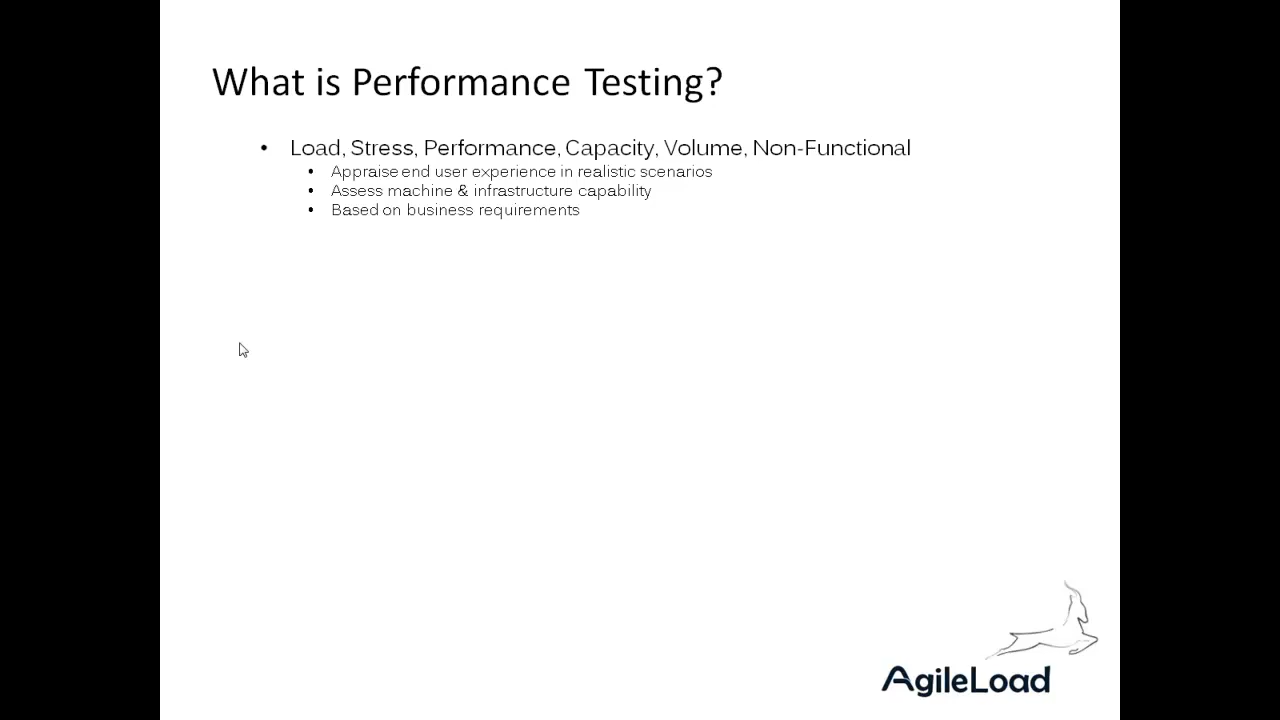 What is Performance Testing?
• Load, Stress, Performance, Capacity, Volume, Non-Functional
• Appraise end user experience in realistic scenarios
• Assess machine & infrastructure capability
• Based on business requirements
AgileLoad